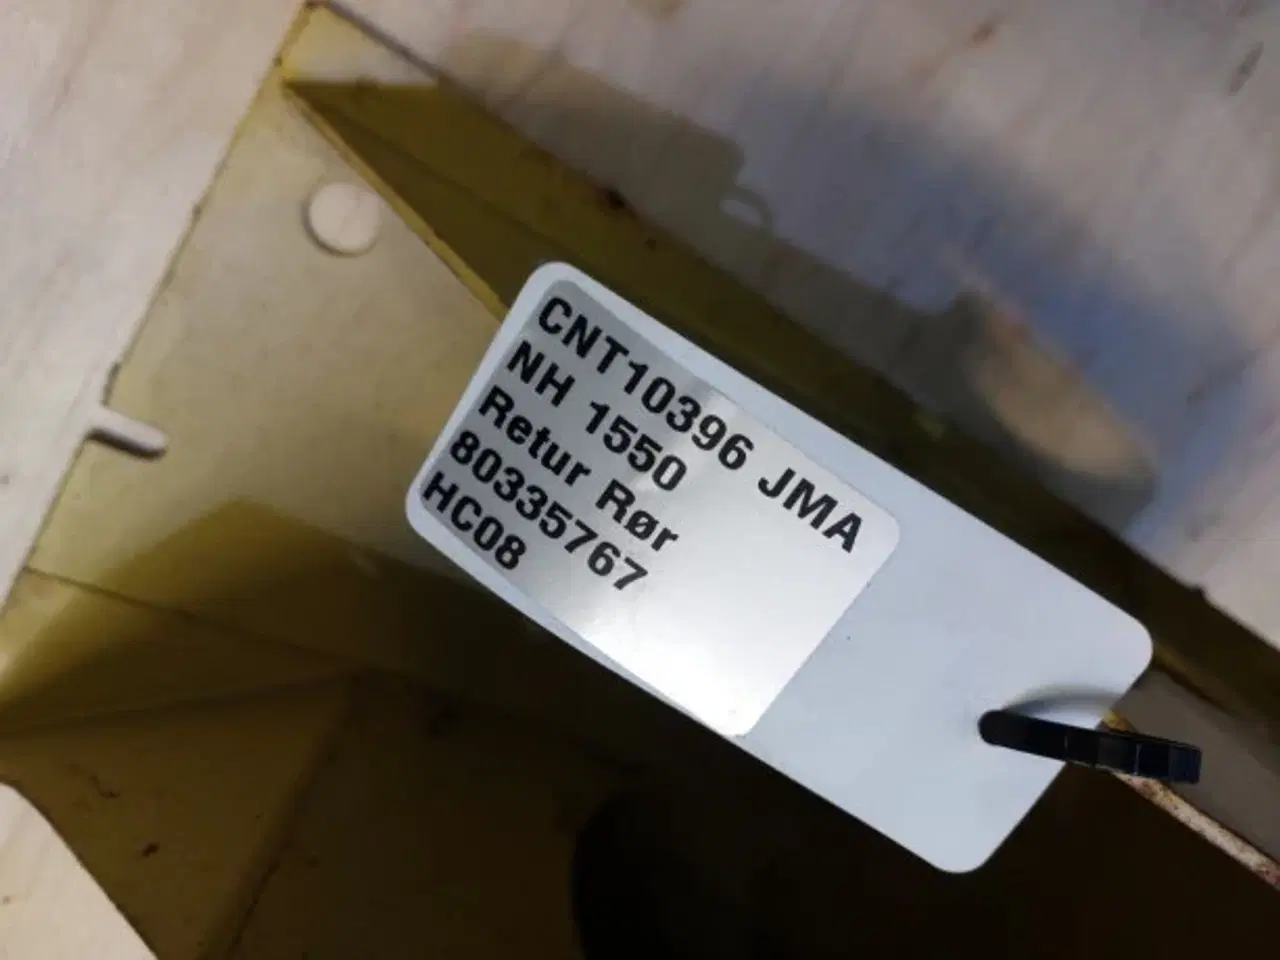 CNT10396 JMA
NH 1550
Retur Rør
80335767
HC08